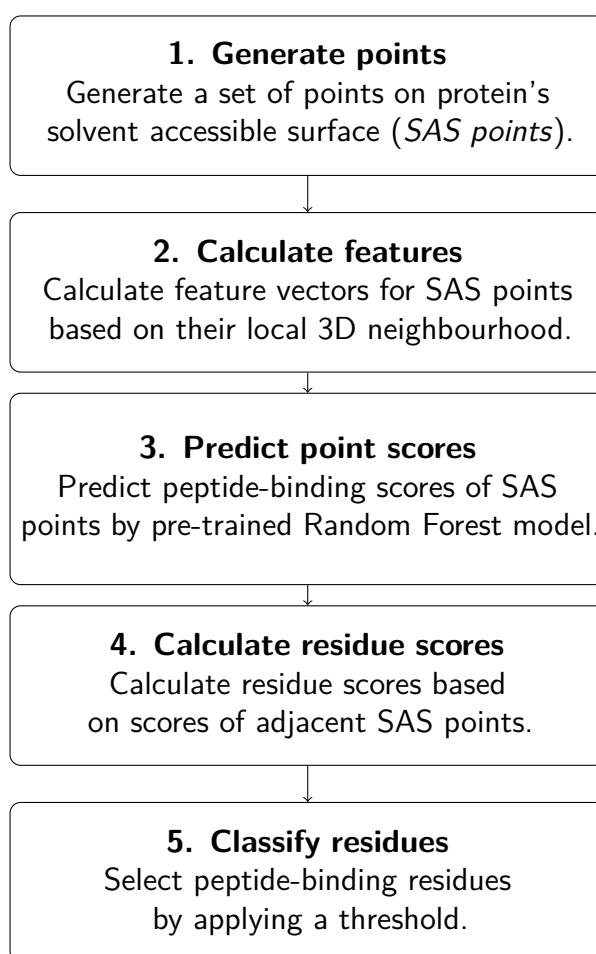 1. Generate points
Generate a set of points on protein's
solvent accessible surface (SAS points).
2. Calculate features
Calculate feature vectors for SAS points
based on their local 3D neighbourhood.
3. Predict point scores
Predict peptide-binding scores of SAS
points by pre-trained Random Forest model.
4. Calculate residue scores
Calculate residue scores based
on scores of adjacent SAS points.
5. Classify residues
Select peptide-binding residues
by applying a threshold.